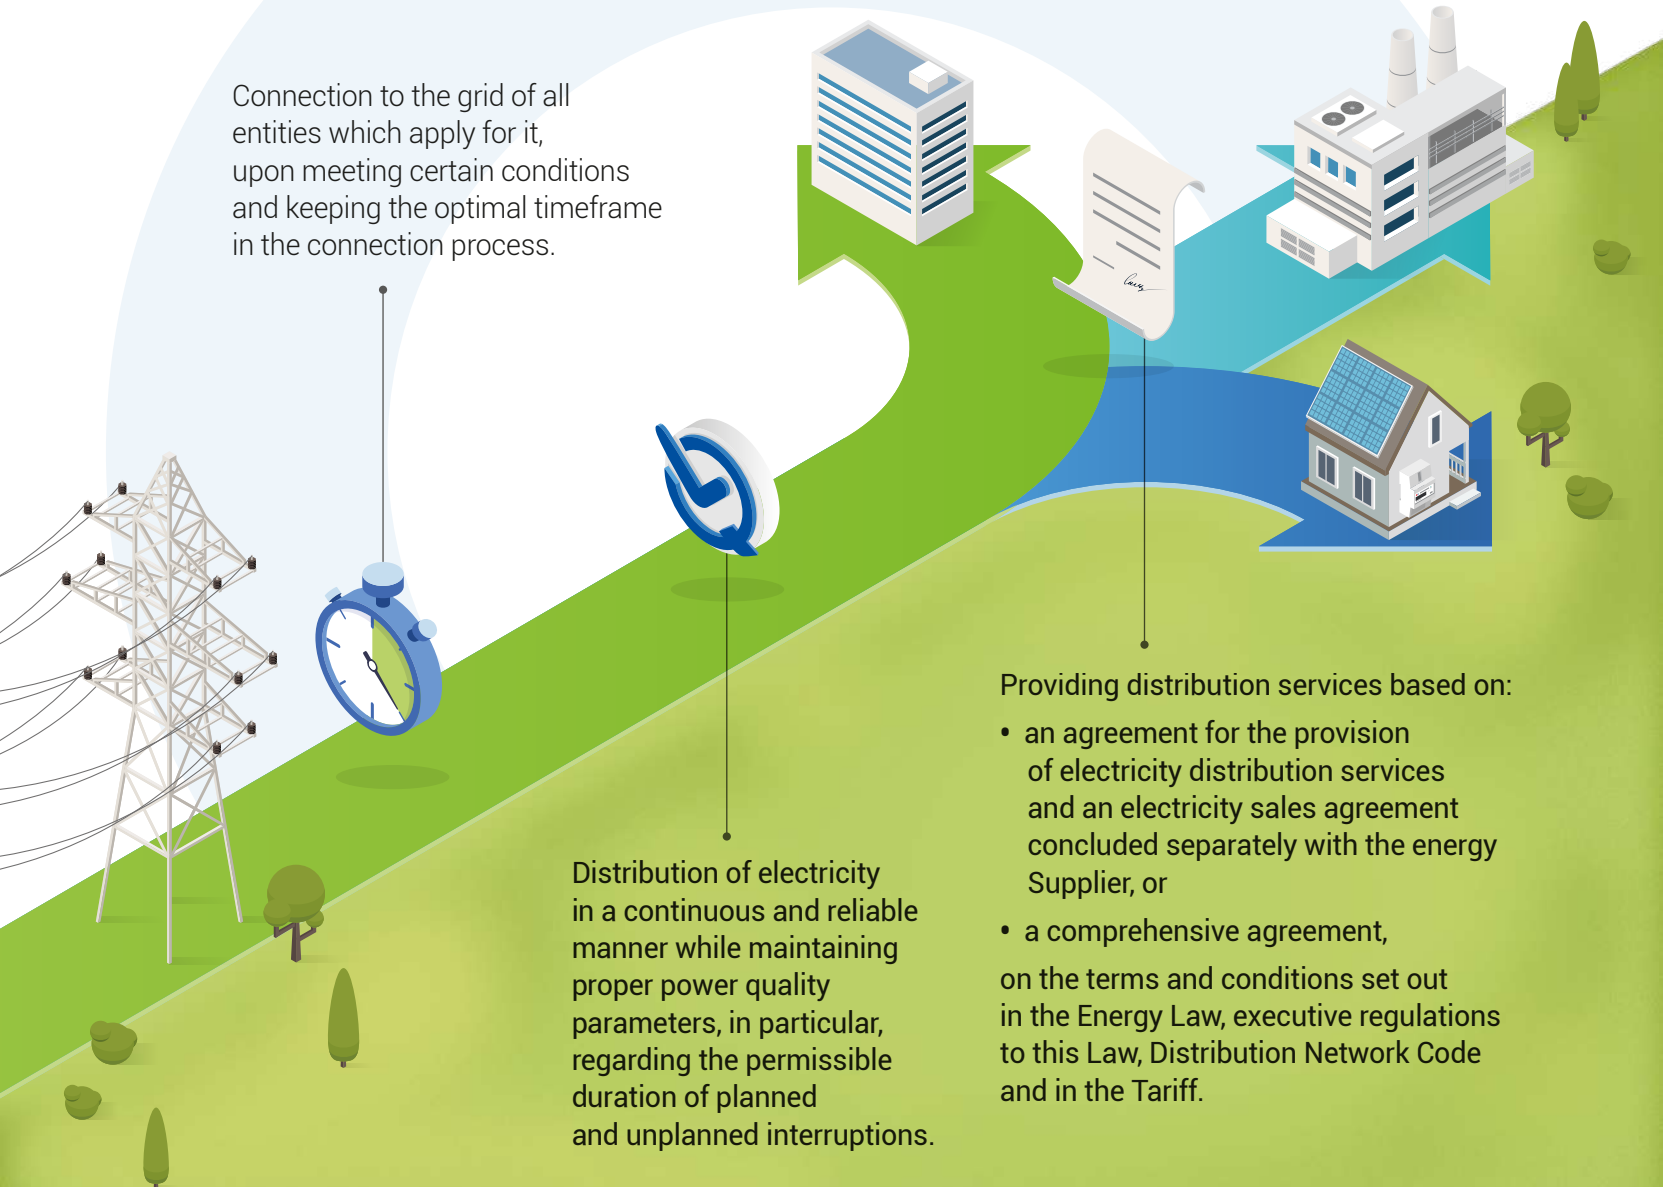 Connection to the grid of all
entities which apply for it,
upon meeting certain conditions
and keeping the optimal timeframe
in the connection process.
Distribution of electricity
in a continuous and reliable
manner while maintaining
proper power quality
parameters, in particular,
regarding the permissible
duration of planned
and unplanned interruptions.
Providing distribution services based on:
• an agreement for the provision
of electricity distribution services
and an electricity sales agreement
concluded separately with the energy
Supplier, or
• a comprehensive agreement,
on the terms and conditions set out
in the Energy Law, executive regulations
to this Law, Distribution Network Code
and in the Tariff.